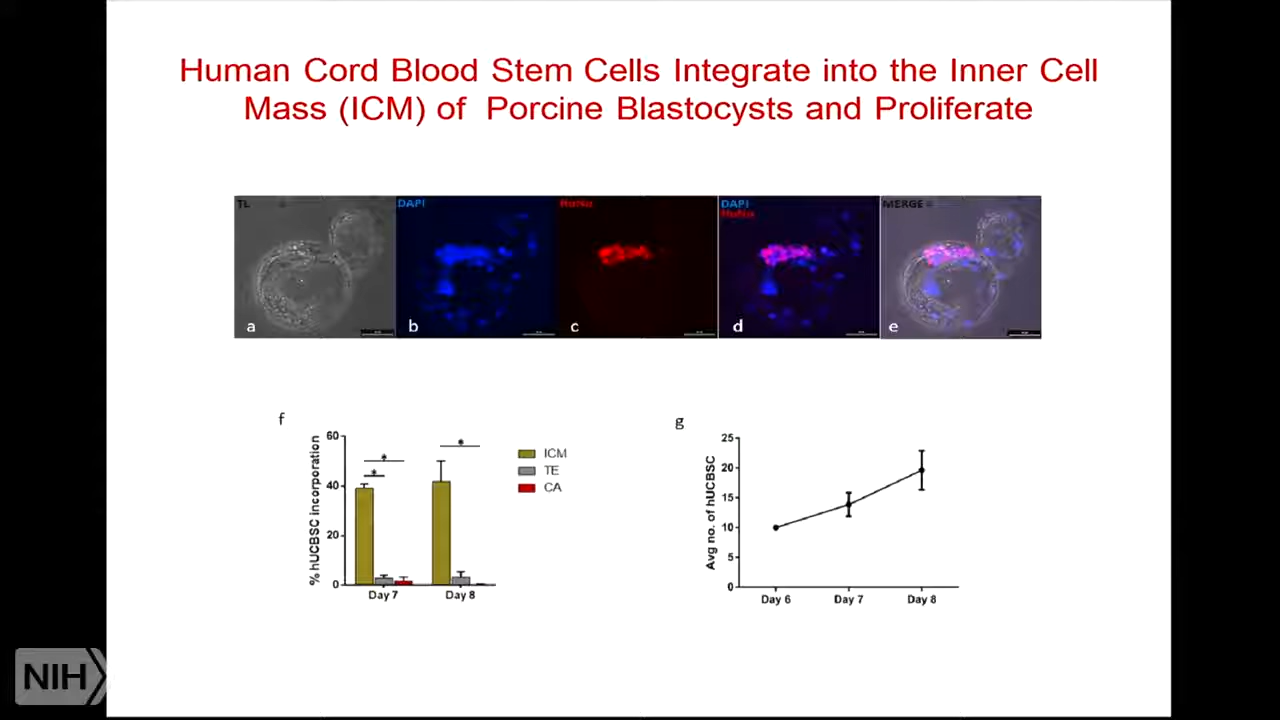 Human Cord Blood Stem Cells Integrate into the Inner Cell
Mass (ICM) of Porcine Blastocysts and Proliferate
TL
DAPI
HuNu
DAPI
HuNu
MERGE
a
b
c
d
e
f
% hUCBSC incorporation
60
40
20
0
*
*
*
Day 7
Day 8
ICM
TE
CA
g
Avg no. of hUCBSC
25
20
15
10
5
0
Day 6
Day 7
Day 8
NIH